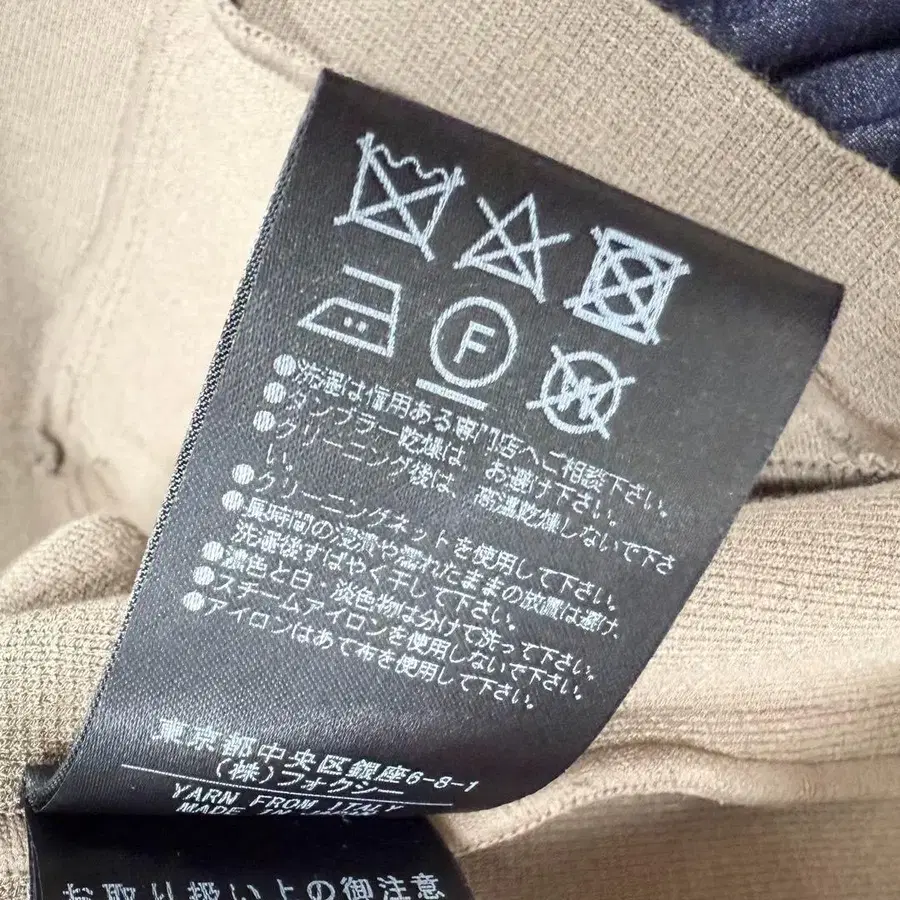 F
W
●洗濯は信用ある専門店へご相談下さい。
●タンブラー乾燥は、お避け下さい。
●クリーニング後は、高温乾燥しないで下さ
い。
●クリーニングネットを使用して下さい。
●長時間の浸漬や濡れたままの放置は避け、
洗濯後すばやく干して下さい。
●濃色と白・淡色物は分けて洗って下さい。
●スチームアイロンを使用しないで下さい。
●アイロンはあて布を使用して下さい。
東京都中央区銀座6-8-1
(株)フォクシー
YARN FROM ITALY
MADE IN JAPAN
お取り扱い上の御注意